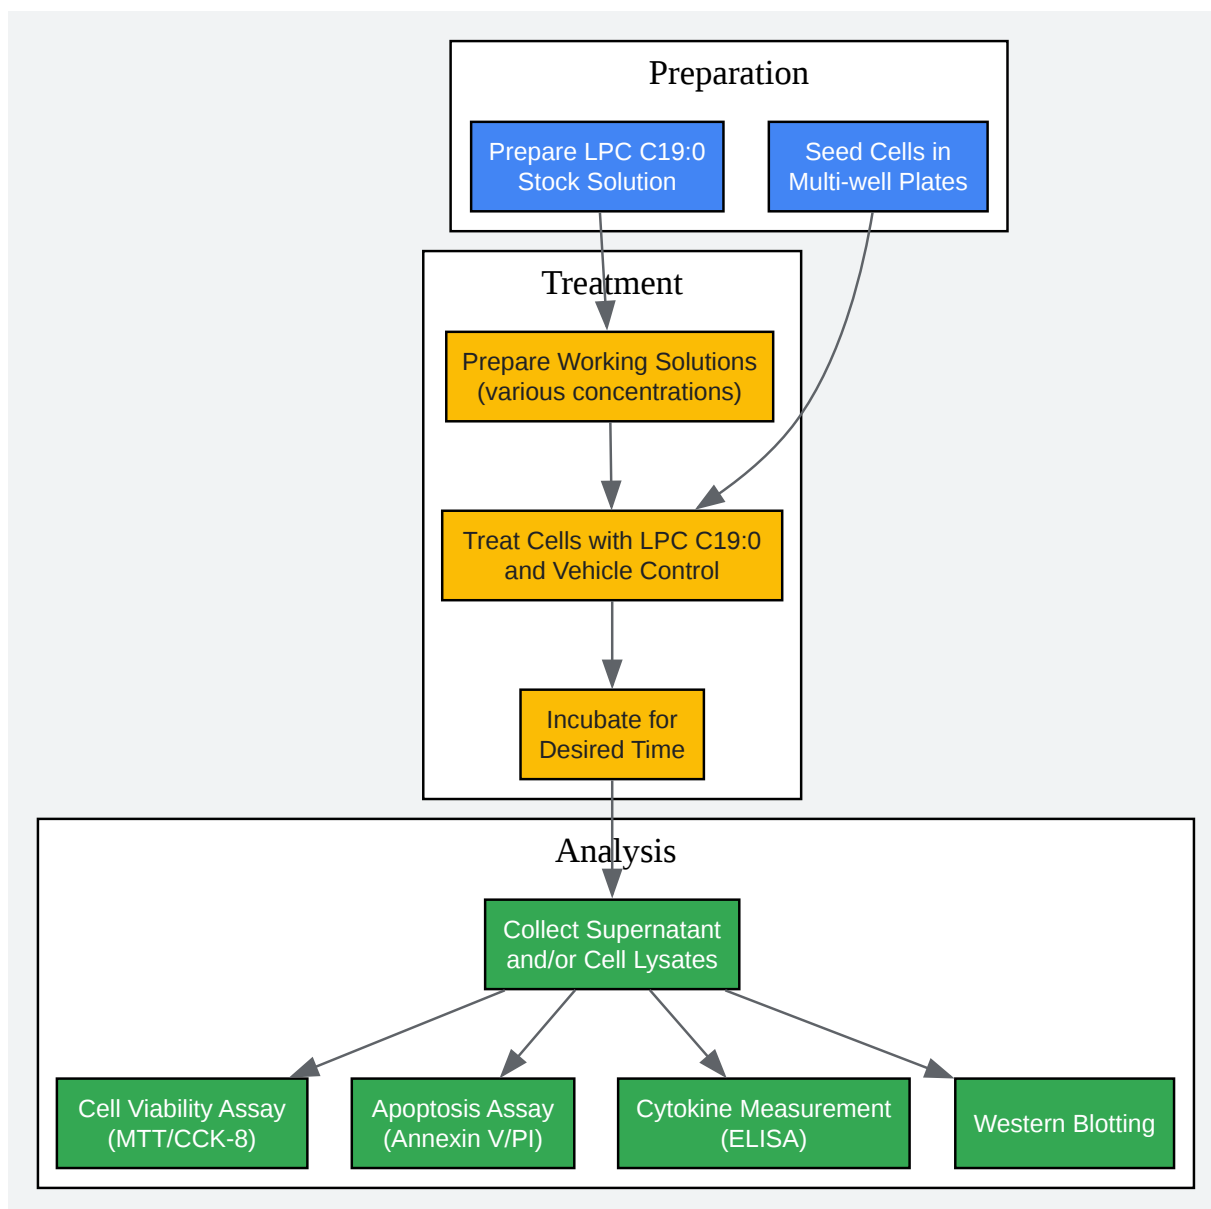 Preparation
Prepare LPC C19:0
Stock Solution
Seed Cells in
Multi-well Plates
Treatment
Prepare Working Solutions
(various concentrations)
Treat Cells with LPC C19:0
and Vehicle Control
Incubate for
Desired Time
Analysis
Collect Supernatant
and/or Cell Lysates
Cell Viability Assay
(MTT/CCK-8)
Apoptosis Assay
(Annexin V/PI)
Cytokine Measurement
(ELISA)
Western Blotting